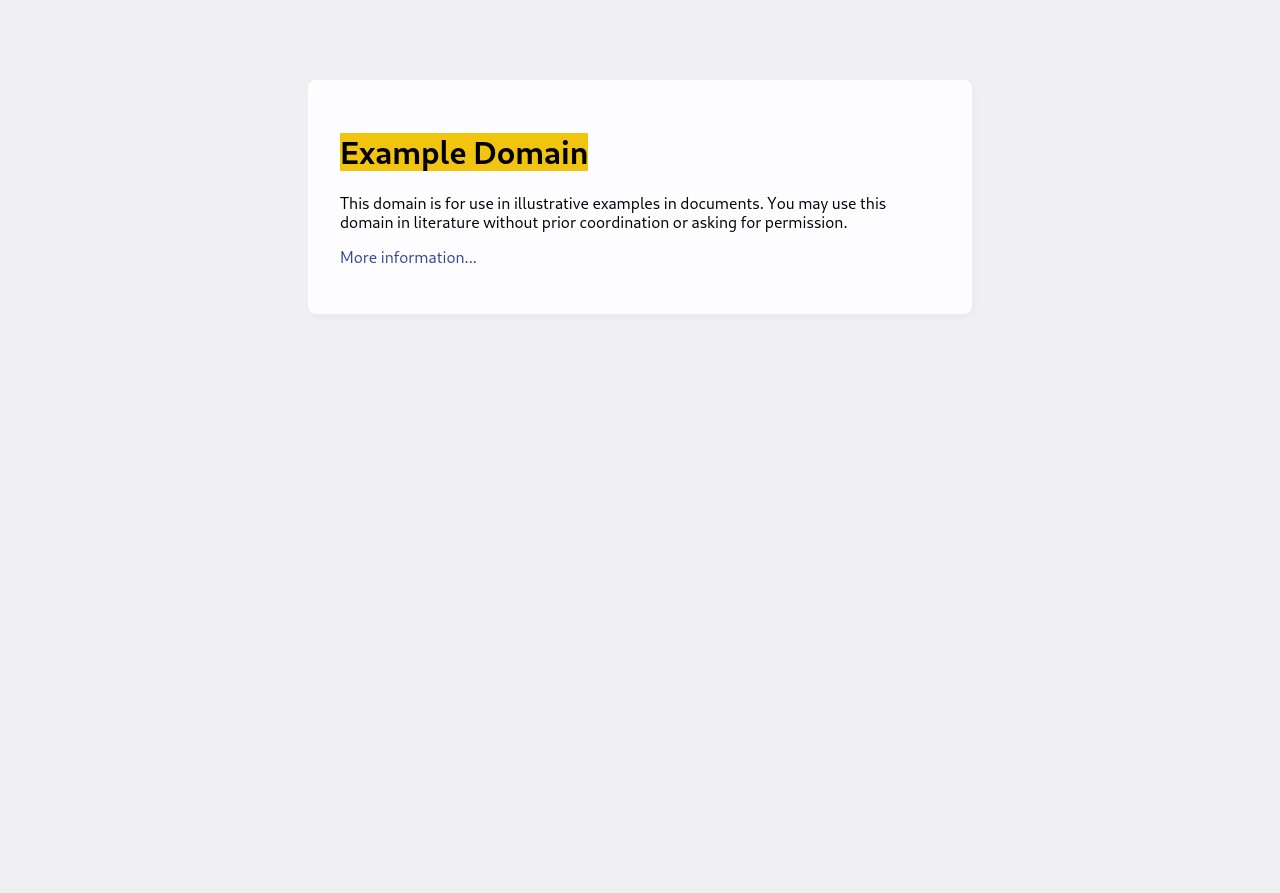 Example Domain
This domain is for use in illustrative examples in documents. You may use this
domain in literature without prior coordination or asking for permission.
More information...